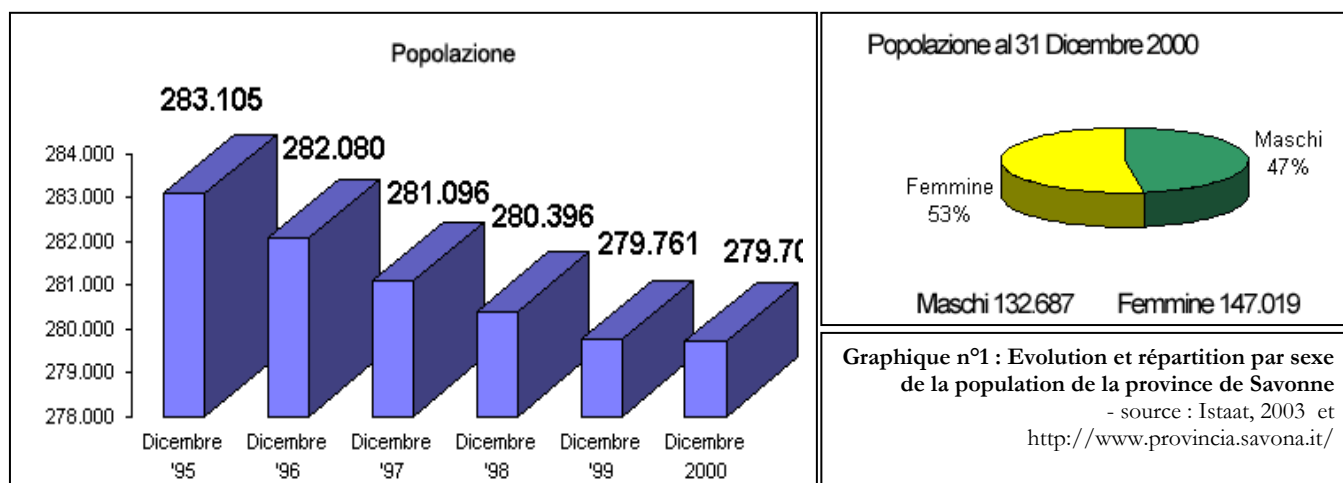 Popolazione
283.105
282.080
281.096
280.396
279.761
279.70
284.000
283.000
282.000
281.000
280.000
279.000
278.000
Dicembre '95
Dicembre '96
Dicembre '97
Dicembre '98
Dicembre '99
Dicembre 2000
Popolazione al 31 Dicembre 2000
Maschi
47%
Femmine
53%
Maschi 132.687 Femmine 147.019
Graphique n°1 : Evolution et répartition par sexe
de la population de la province de Savonne
- source : Istaat, 2003 et
http://www.provincia.savona.it/